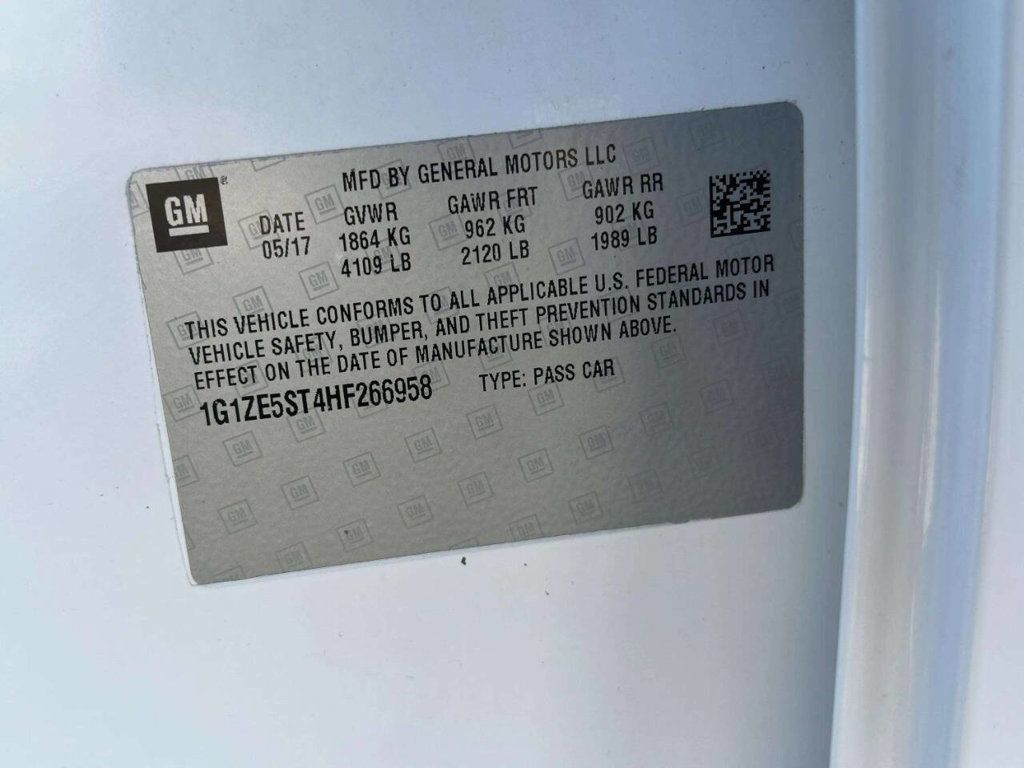 GM
MFD BY GENERAL MOTORS LLC
DATE GVWR GAWR FRT GAWR RR
05/17 1864 KG 962 KG 902 KG
4109 LB 2120 LB 1989 LB
THIS VEHICLE CONFORMS TO ALL APPLICABLE U.S. FEDERAL MOTOR
VEHICLE SAFETY, BUMPER, AND THEFT PREVENTION STANDARDS IN
EFFECT ON THE DATE OF MANUFACTURE SHOWN ABOVE.
1G1ZE5ST4HF266958 TYPE: PASS CAR